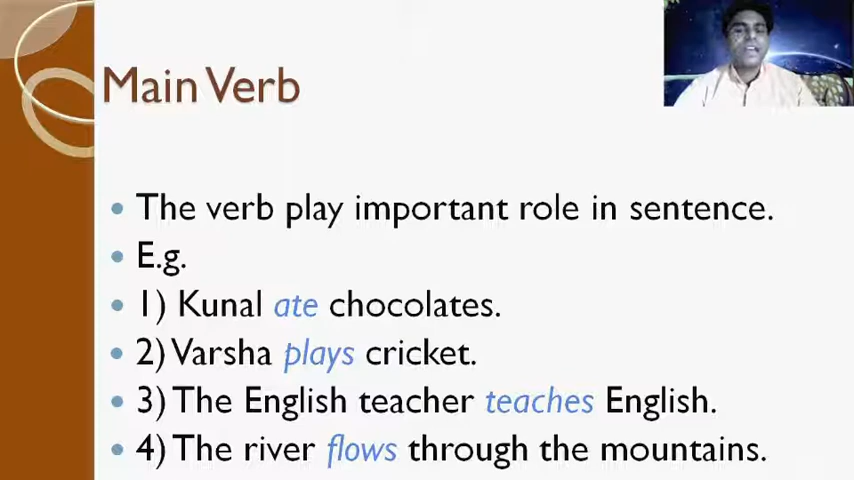 Main Verb
The verb play important role in sentence.
E.g.
1) Kunal ate chocolates.
2) Varsha plays cricket.
3) The English teacher teaches English.
4) The river flows through the mountains.